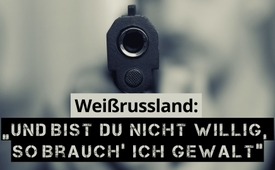 Weißrussland:
„UND BIST DU NICHT WILLIG,
SO BRAUCH' ICH GEWALT"